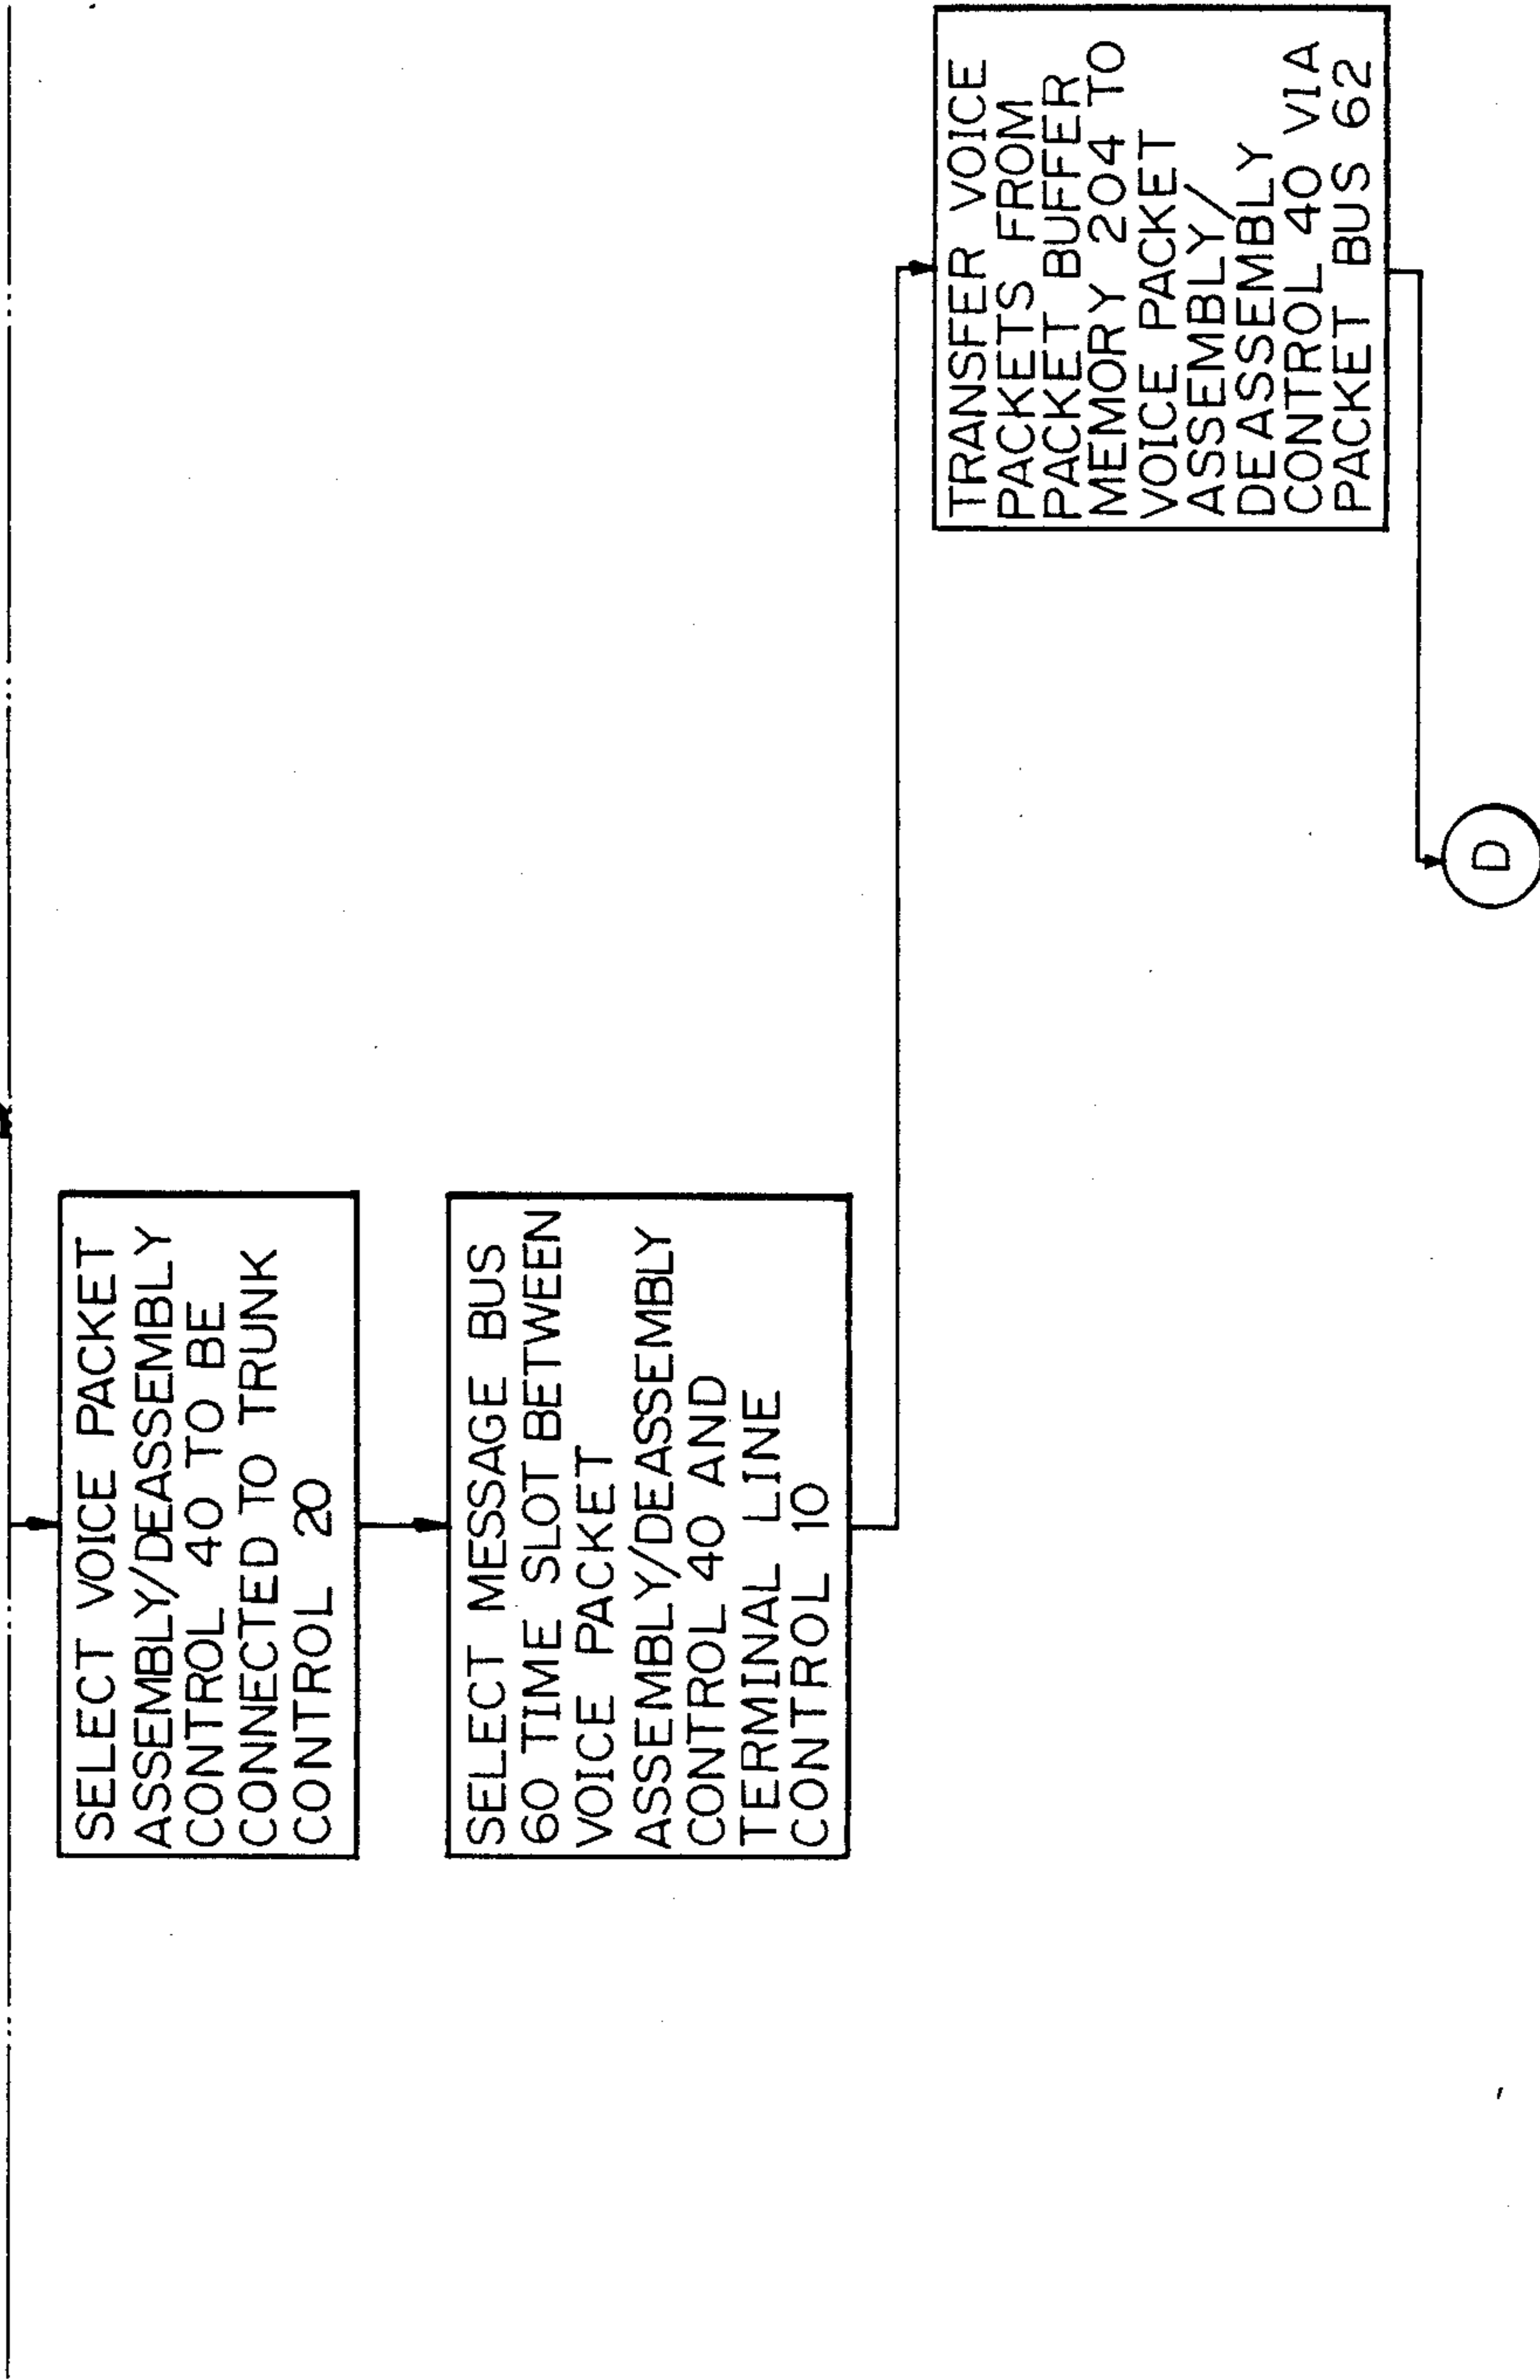 SELECT VOICE PACKET
ASSEMBLY/DEASSEMBLY
CONTROL 40 TO BE
CONNECTED TO TRUNK
CONTROL 20
SELECT MESSAGE BUS
60 TIME SLOT BETWEEN
VOICE PACKET
ASSEMBLY/DEASSEMBLY
CONTROL 40 AND
TERMINAL LINE
CONTROL 10
TRANSFER VOICE
PACKETS FROM
PACKET BUFFER
MEMORY 204 TO
VOICE PACKET
ASSEMBLY/
DEASSEMBLY
CONTROL 40 VIA
PACKET BUS 62
D